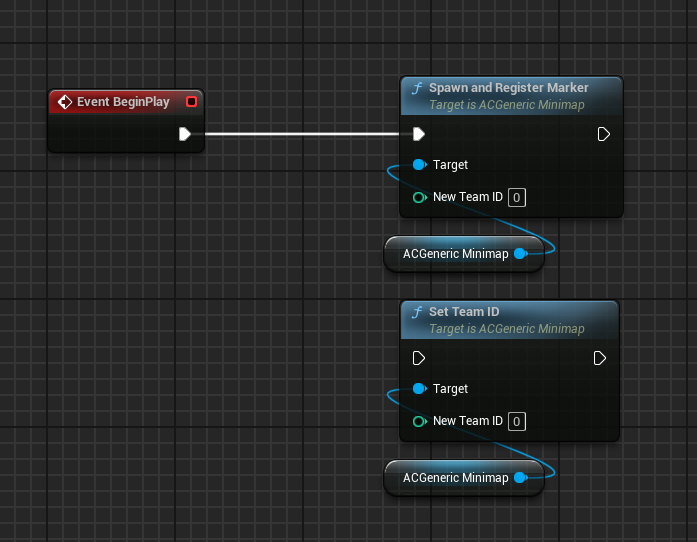 Event BeginPlay
f Spawn and Register Marker
Target is ACGeneric Minimap
Target
New Team ID 0
ACGeneric Minimap
f Set Team ID
Target is ACGeneric Minimap
Target
New Team ID 0
ACGeneric Minimap